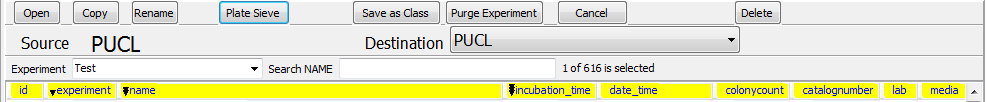 Open Copy Rename Plate Sieve Save as Class Purge Experiment Cancel Delete
Source PUCL Destination PUCL
Experiment Test Search NAME 1 of 616 is selected
id experiment name incubation_time date_time colonycount catalognumber lab media